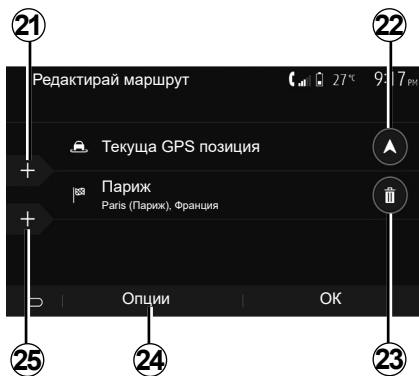 21
22
Редактирай маршрут 27°C 9:17 PM
Текуща GPS позиция
+
Париж
Paris (Париж), Франция
+
Опции OK
25
24
23